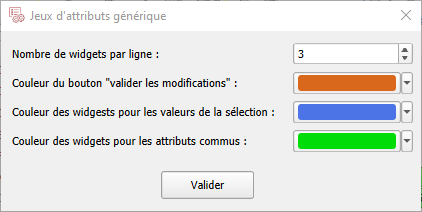 Jeux d'attributs générique
Nombre de widgets par ligne : 3
Couleur du bouton "valider les modifications" :
Couleur des widgests pour les valeurs de la sélection :
Couleur des widgets pour les attributs commus :
Valider